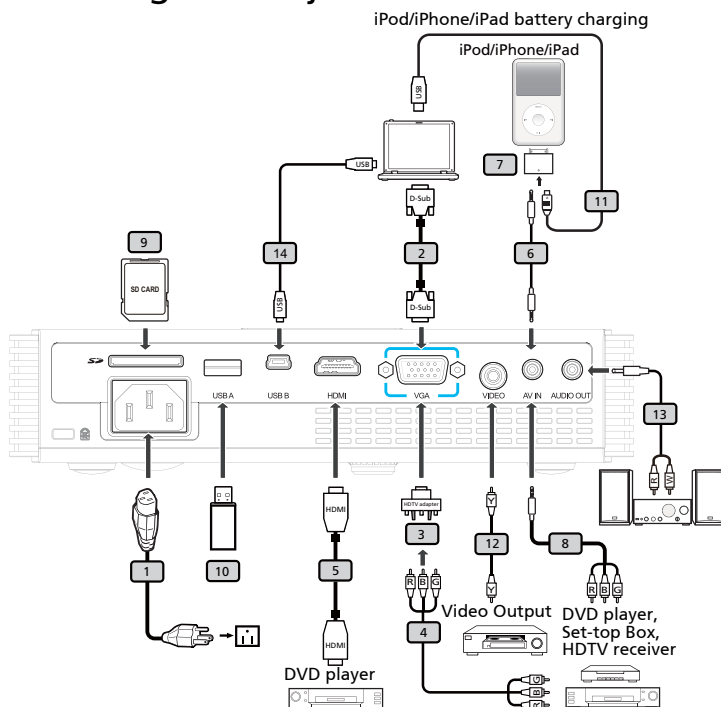 iPod/iPhone/iPad battery charging
iPod/iPhone/iPad
USB
7
USB
D-Sub
11
9
14
2
6
SD CARD
USB
D-Sub
USB A
USB B
HDMI
VGA
VIDEO
AV IN
AUDIO OUT
13
R
W
HDMI
HDTV adapter
Y
3
1
10
5
12
8
R
B
G
R
B
G
Y
4
Video Output
DVD player,
Set-top Box,
HDTV receiver
HDMI
DVD player
G
B
R